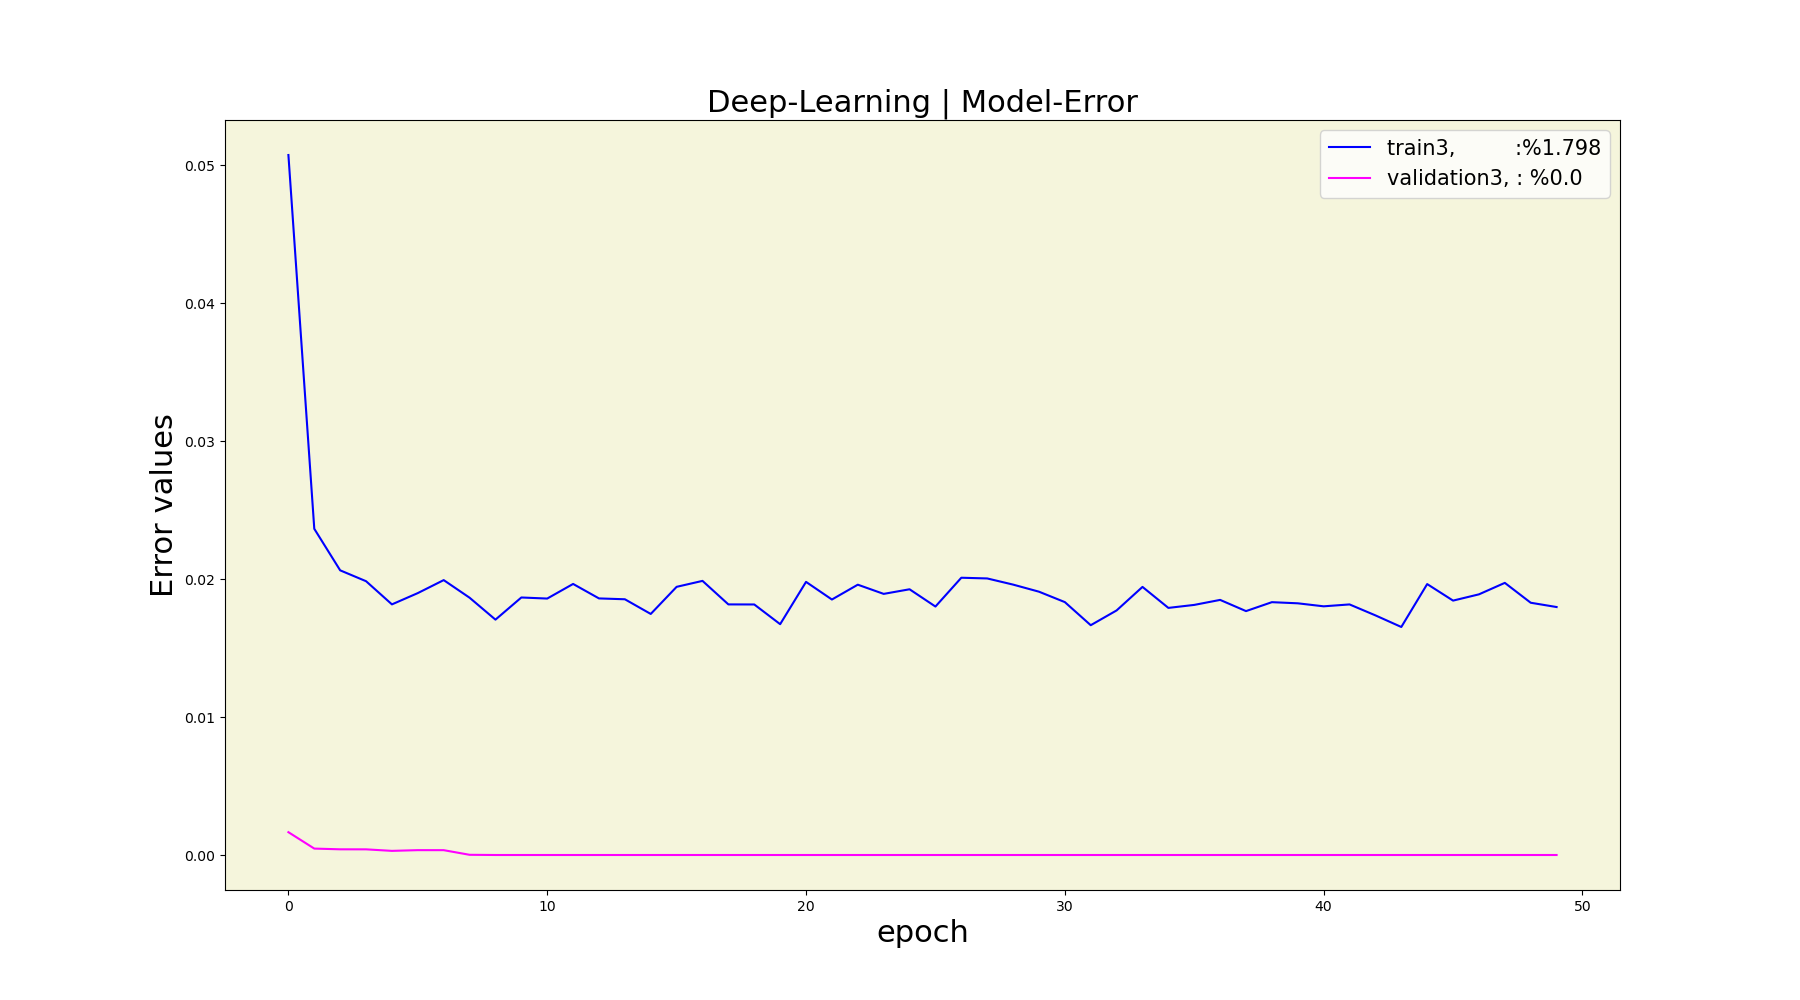 Deep-Learning | Model-Error
train3, :%1.798
validation3, : %0.0
Error values
0.05
0.04
0.03
0.02
0.01
0.00
0 10 20 30 40 50
epoch